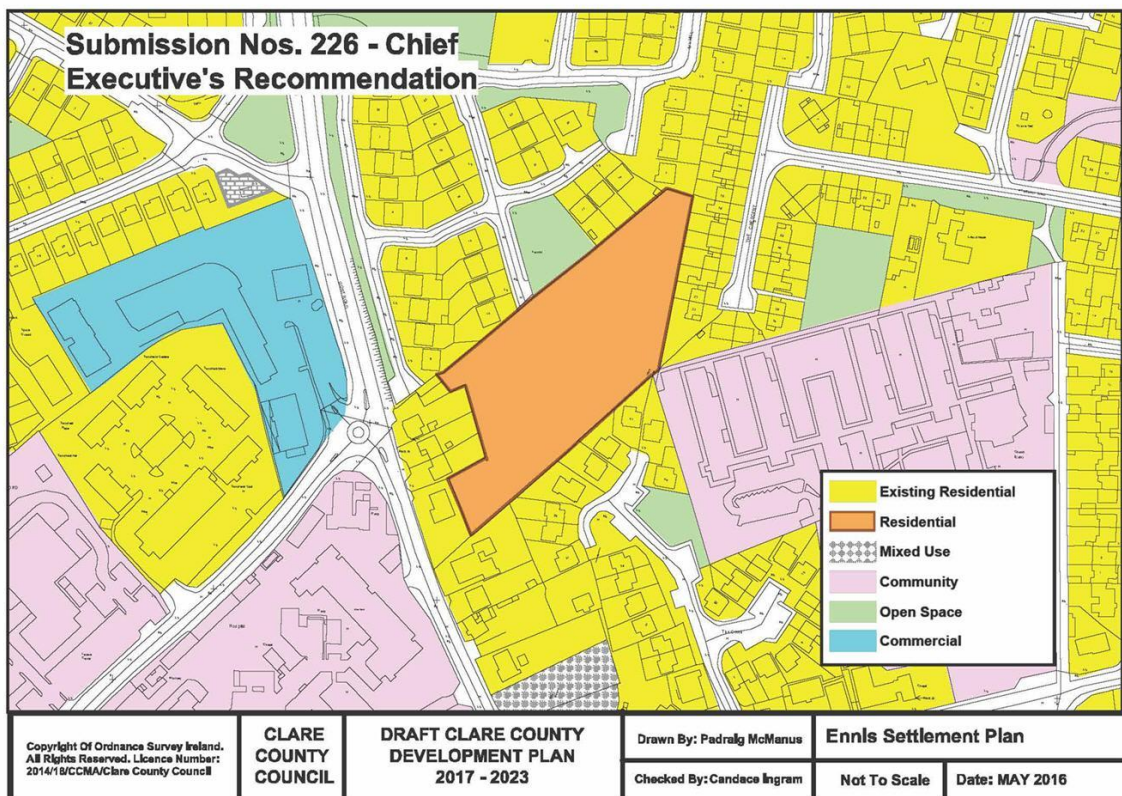 Submission Nos. 226 - Chief
Executive's Recommendation
Existing Residential
Residential
Mixed Use
Community
Open Space
Commercial
Copyright Of Ordnance Survey Ireland.
All Rights Reserved. Licence Number:
2014/18/CCMA/Clare County Council
CLARE
COUNTY
COUNCIL
DRAFT CLARE COUNTY
DEVELOPMENT PLAN
2017 - 2023
Drawn By: Padraig McManus
Checked By: Candace Ingram
Ennis Settlement Plan
Not To Scale
Date: MAY 2016